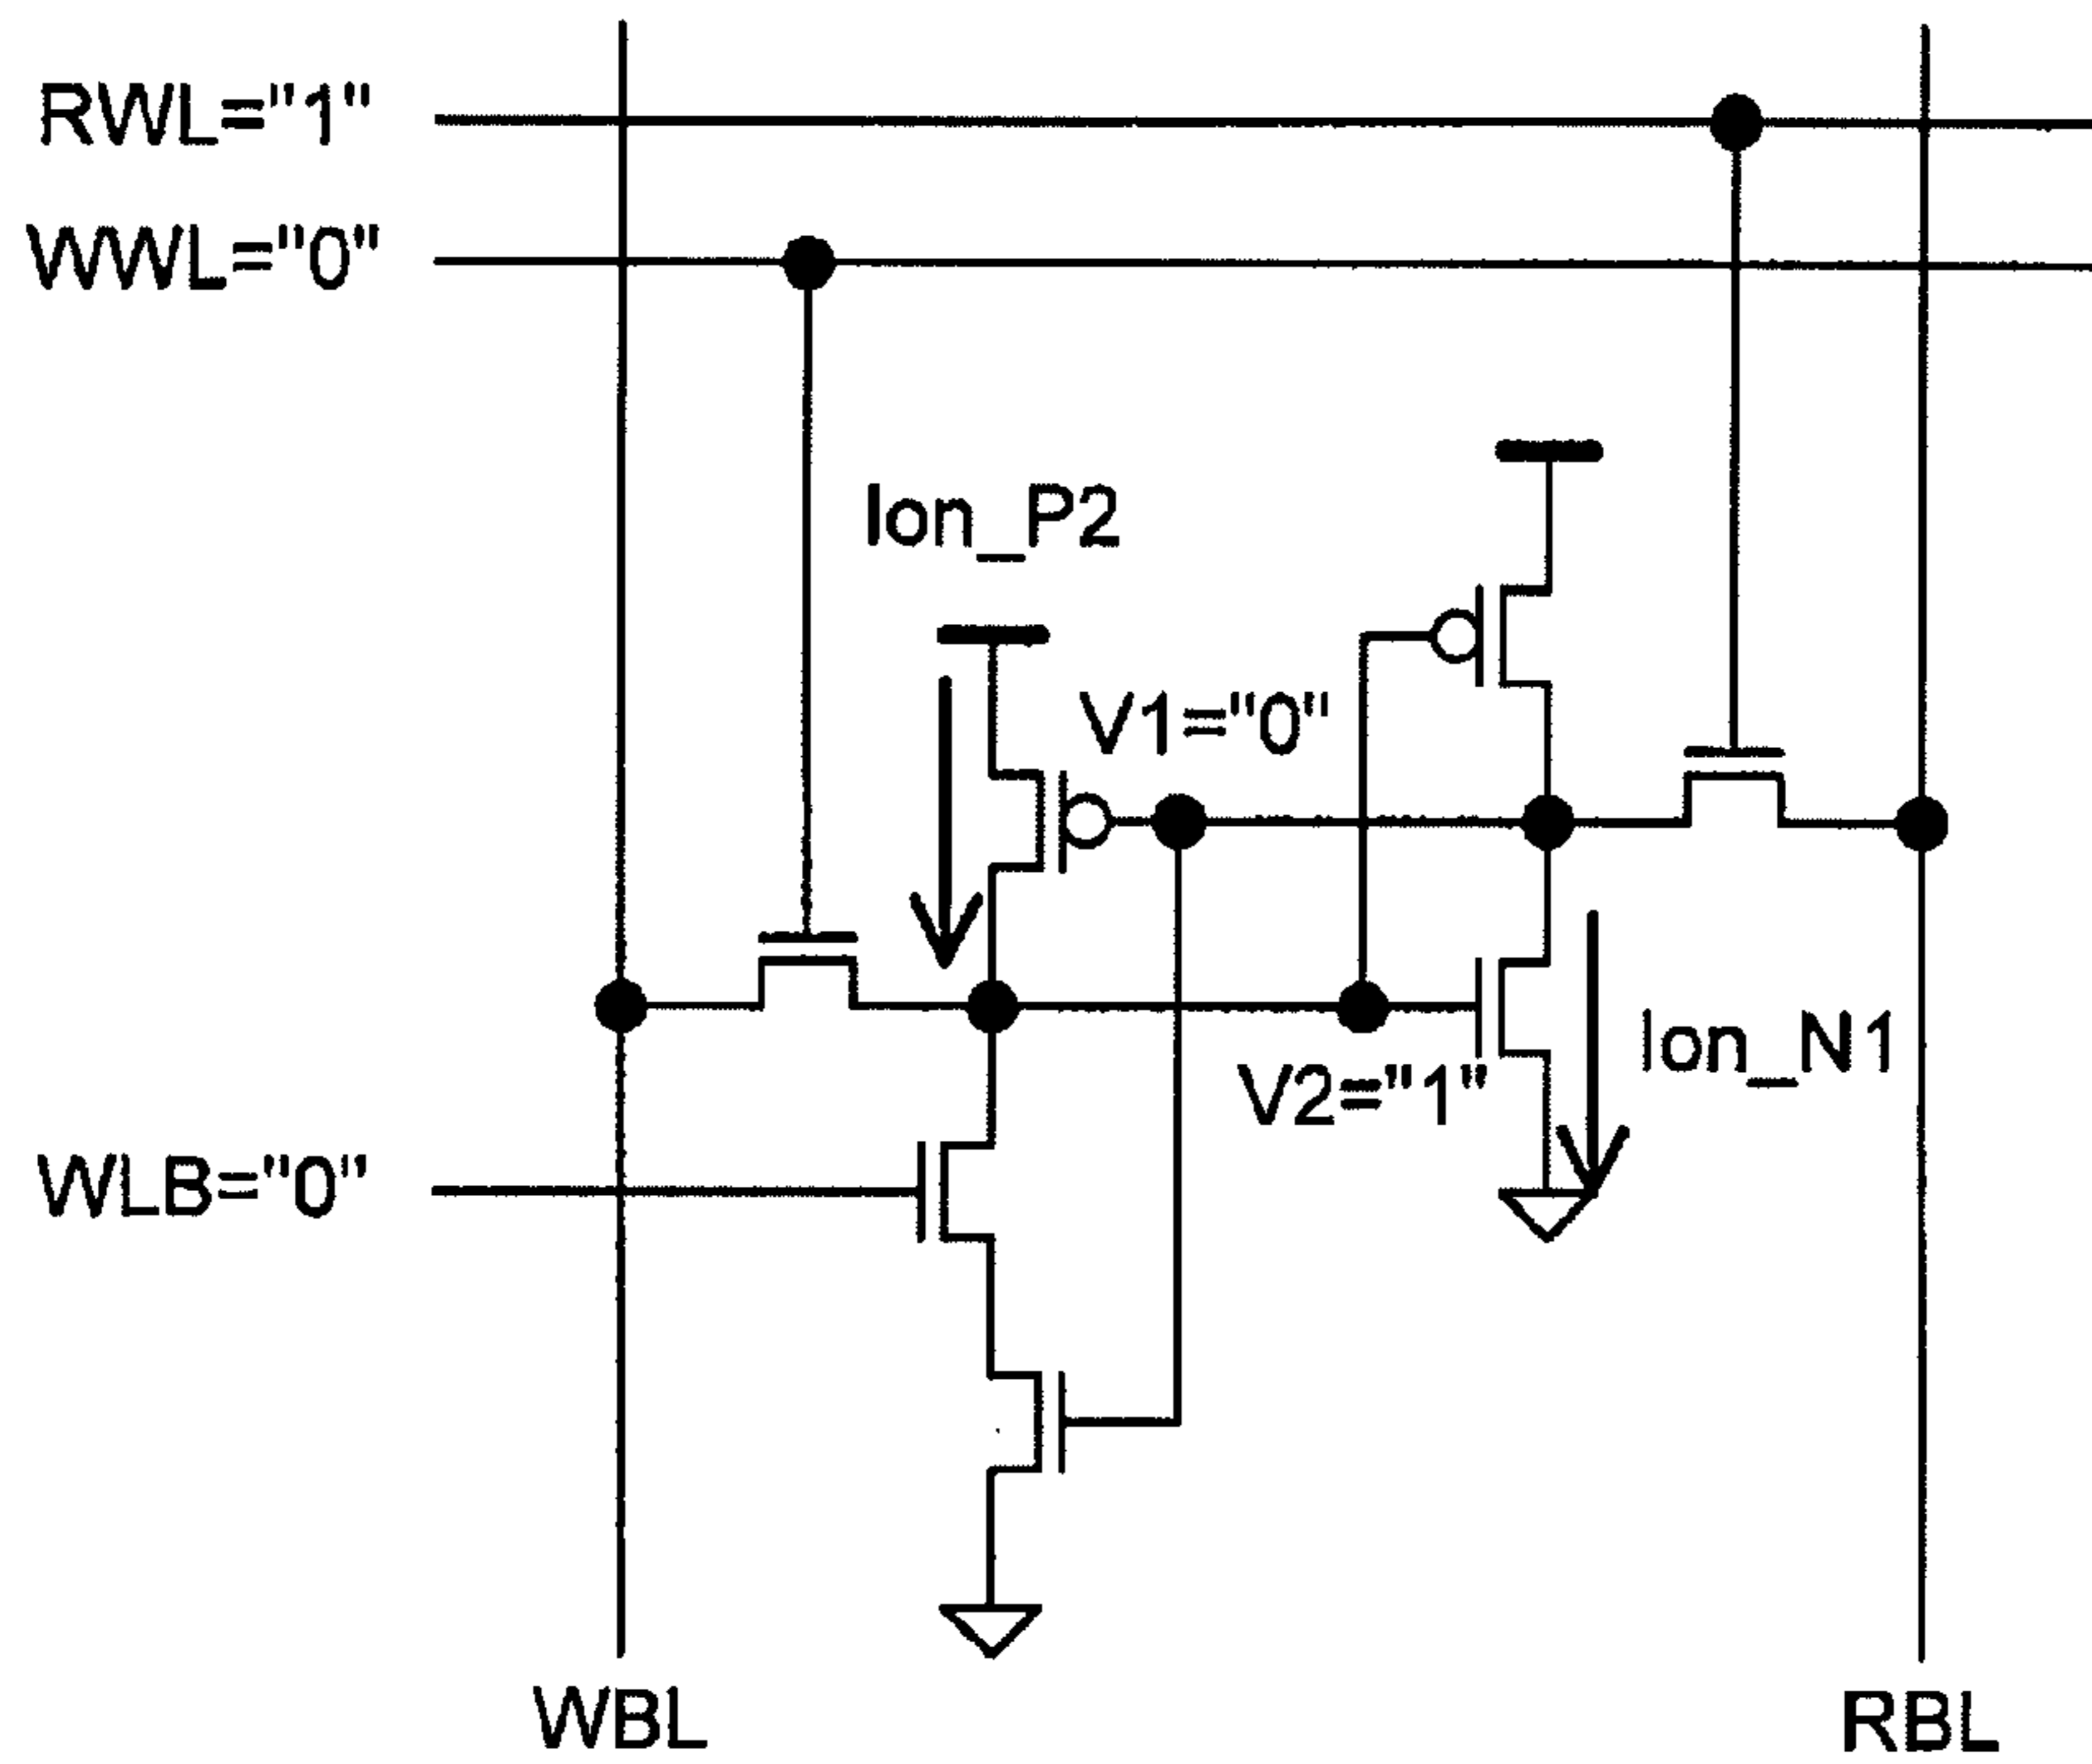 RWL="1"
WWL="0"
Ion_P2
V1="0"
Ion_N1
V2="1"
WLB="0"
WBL
RBL